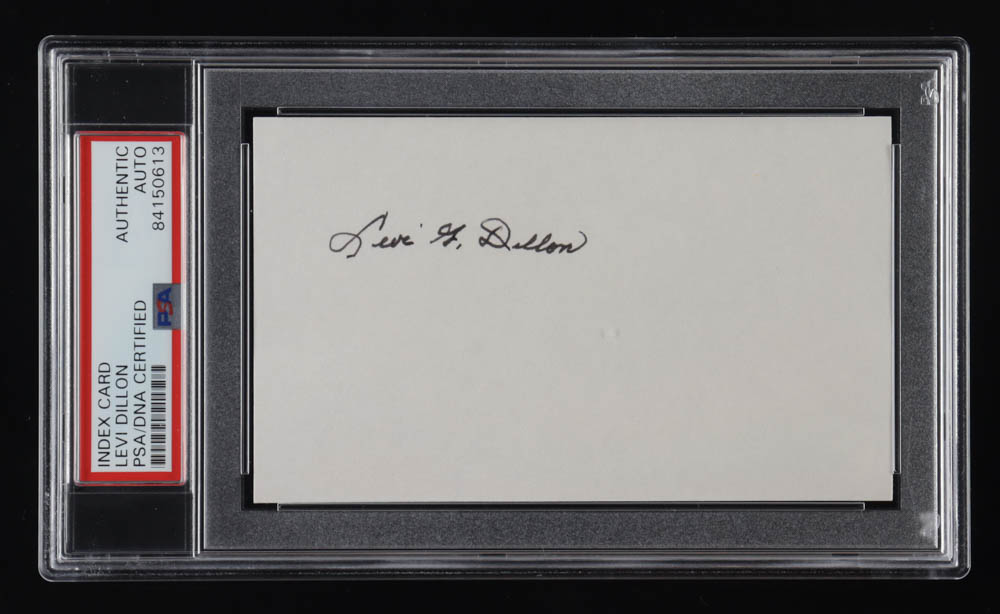 INDEX CARD
LEVI DILLON
PSA/DNA CERTIFIED
PSA
AUTHENTIC
AUTO
84150613
Levi G. Dillon